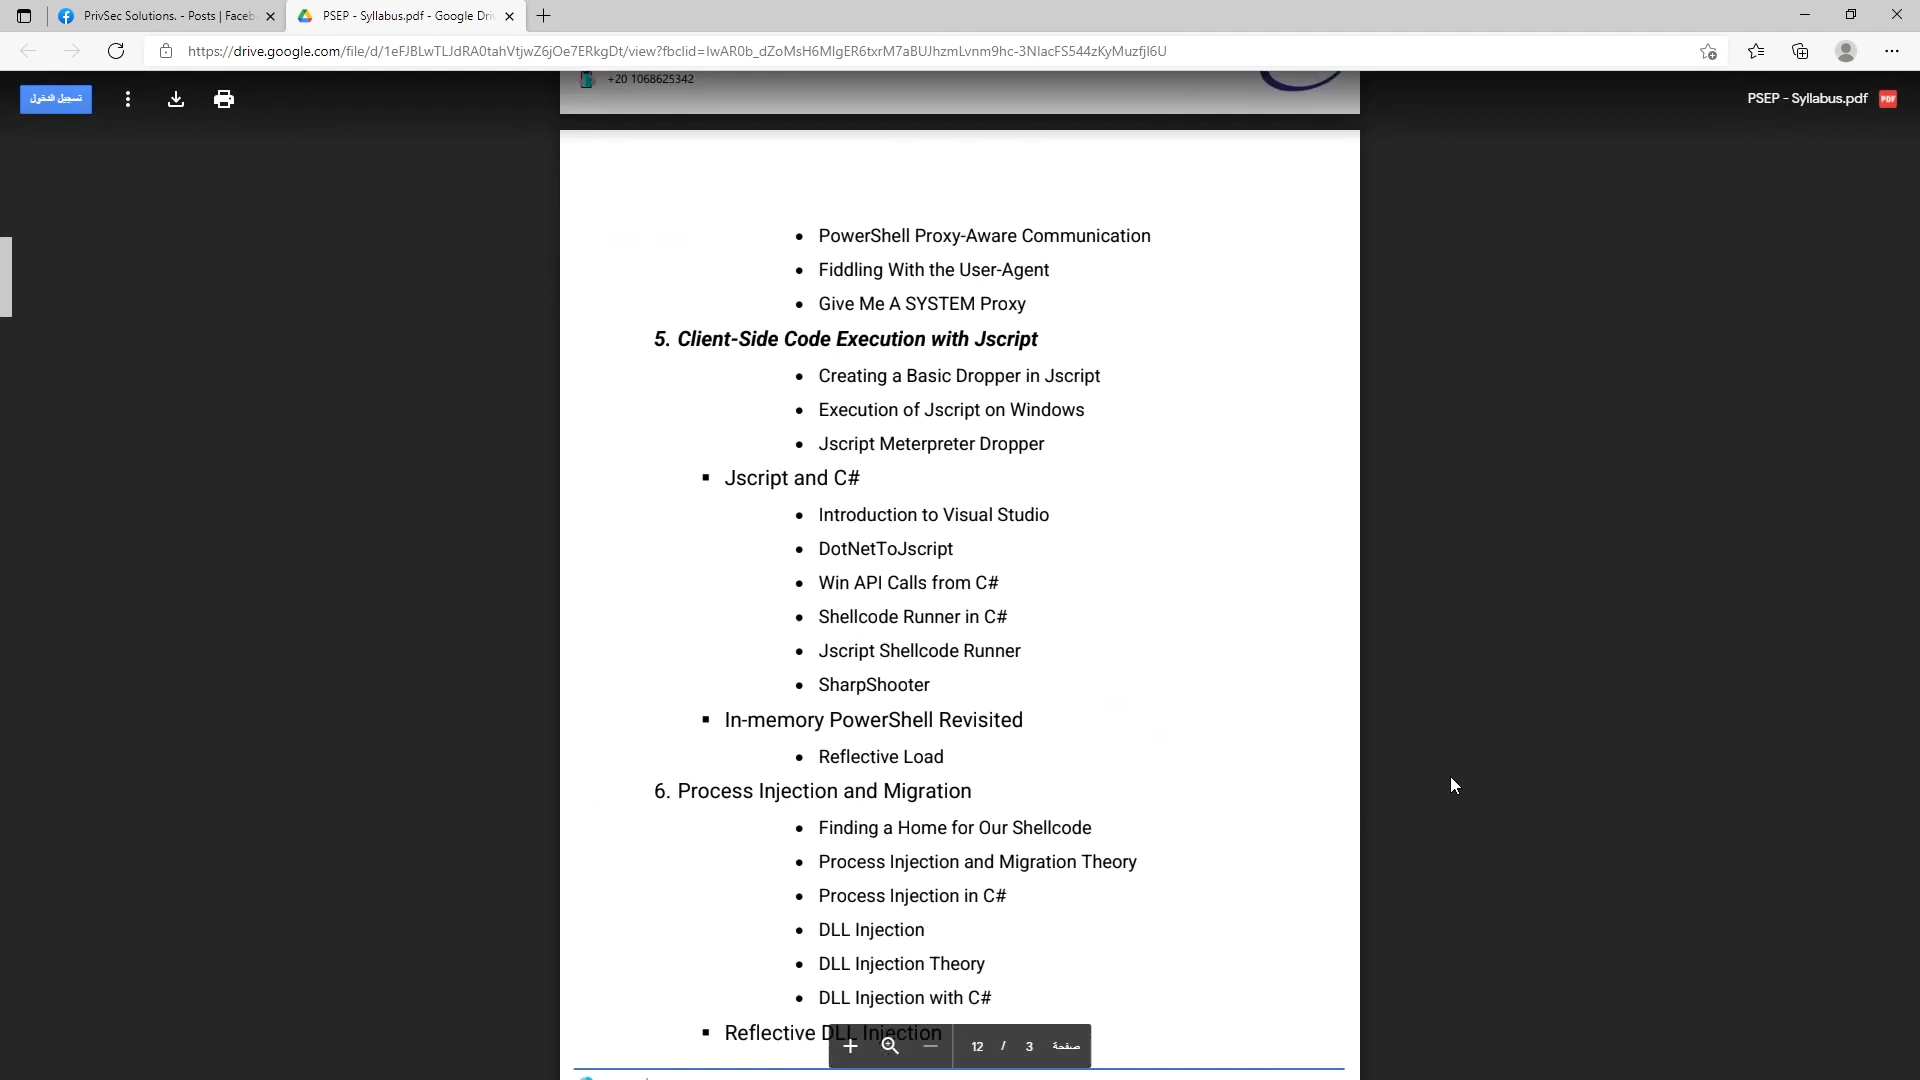 PrivSec Solutions. - Posts | Faceb
PSEP - Syllabus.pdf - Google Driv
https://drive.google.com/file/d/1eFJBLwTLJdRA0tahVtjwZ6jOe7ERkgDt/view?fbclid=IwAR0b_dZoMsH6MIgER6txrM7aBUJhzmLvnm9hc-3NIacFS544zKyMuzfjI6U
تسجيل الدخول
PSEP - Syllabus.pdf
PDF
+20 1068625342
• PowerShell Proxy-Aware Communication
• Fiddling With the User-Agent
• Give Me A SYSTEM Proxy
5. Client-Side Code Execution with Jscript
• Creating a Basic Dropper in Jscript
• Execution of Jscript on Windows
• Jscript Meterpreter Dropper
▪ Jscript and C#
• Introduction to Visual Studio
• DotNetToJscript
• Win API Calls from C#
• Shellcode Runner in C#
• Jscript Shellcode Runner
• SharpShooter
▪ In-memory PowerShell Revisited
• Reflective Load
6. Process Injection and Migration
• Finding a Home for Our Shellcode
• Process Injection and Migration Theory
• Process Injection in C#
• DLL Injection
• DLL Injection Theory
• DLL Injection with C#
▪ Reflective DLL Injection
12 / 3 صفحة